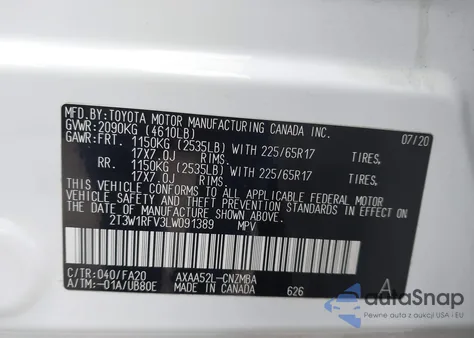 MFD.BY:TOYOTA MOTOR MANUFACTURING CANADA INC.
GVWR:2090KG (4610LB) 07/20
GAWR:FRT. 1150KG (2535LB) WITH 225/65R17 TIRES,
17X7.0J RIMS.
RR. 1150KG (2535LB) WITH 225/65R17 TIRES,
17X7.0J RIMS.
THIS VEHICLE CONFORMS TO ALL APPLICABLE FEDERAL MOTOR
VEHICLE SAFETY AND THEFT PREVENTION STANDARDS IN EFFECT
ON THE DATE OF MANUFACTURE SHOWN ABOVE.
2T3W1RFV3LW091389 MPV
C/TR:040/FA20 AXAA52L-CNZMBA A
A/TM:-01A/UB80E MADE IN CANADA 626
autoSnap
Pewne auta z aukcji USA i EU